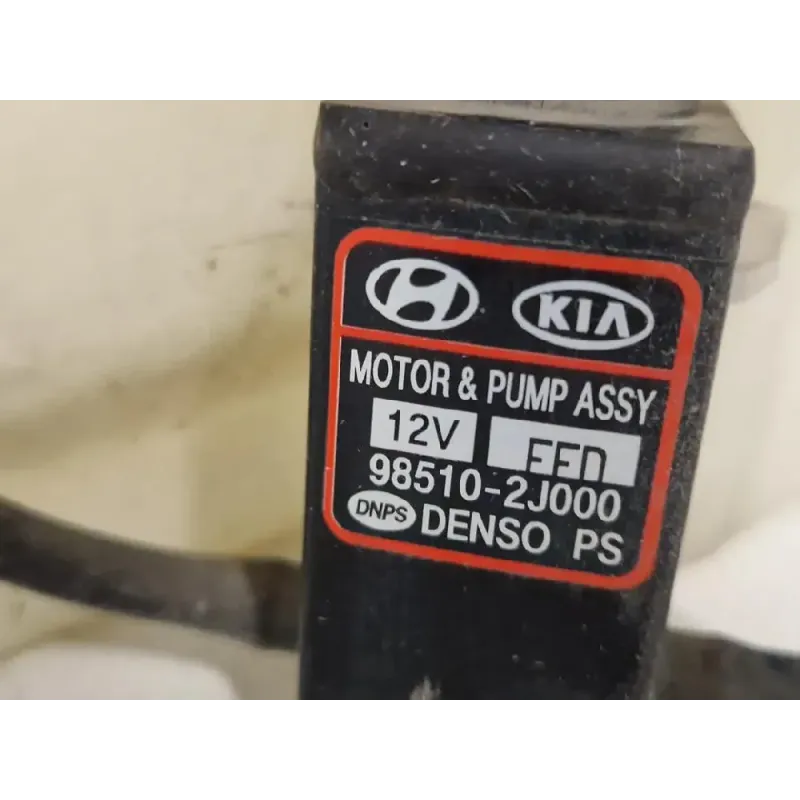 KIA
MOTOR & PUMP ASSY
12V
98510-2J000
DNPS DENSO PS